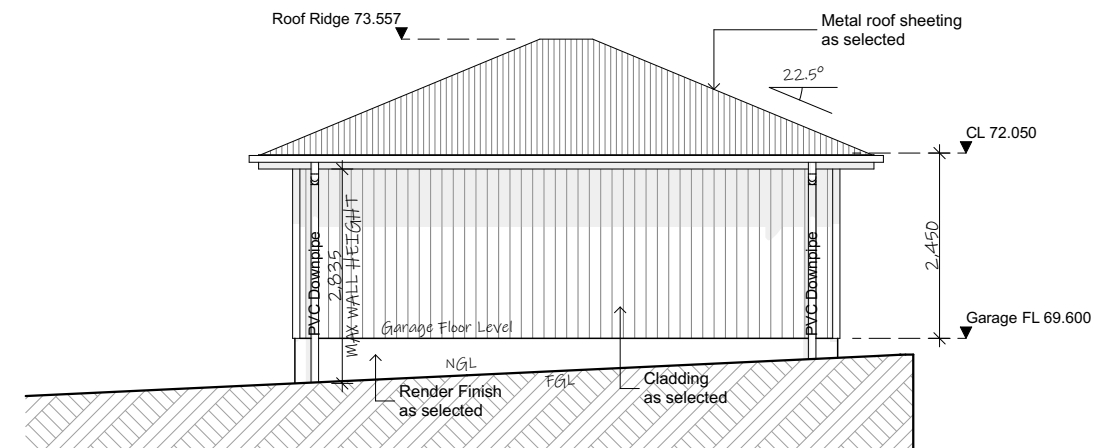 Roof Ridge 73.557
Metal roof sheeting
as selected
22.5°
CL 72.050
PVC Downpipe
2,835
MAX WALL HEIGHT
PVC Downpipe
2,450
Garage Floor Level
Garage FL 69.600
NGL
FGL
Render Finish
as selected
Cladding
as selected